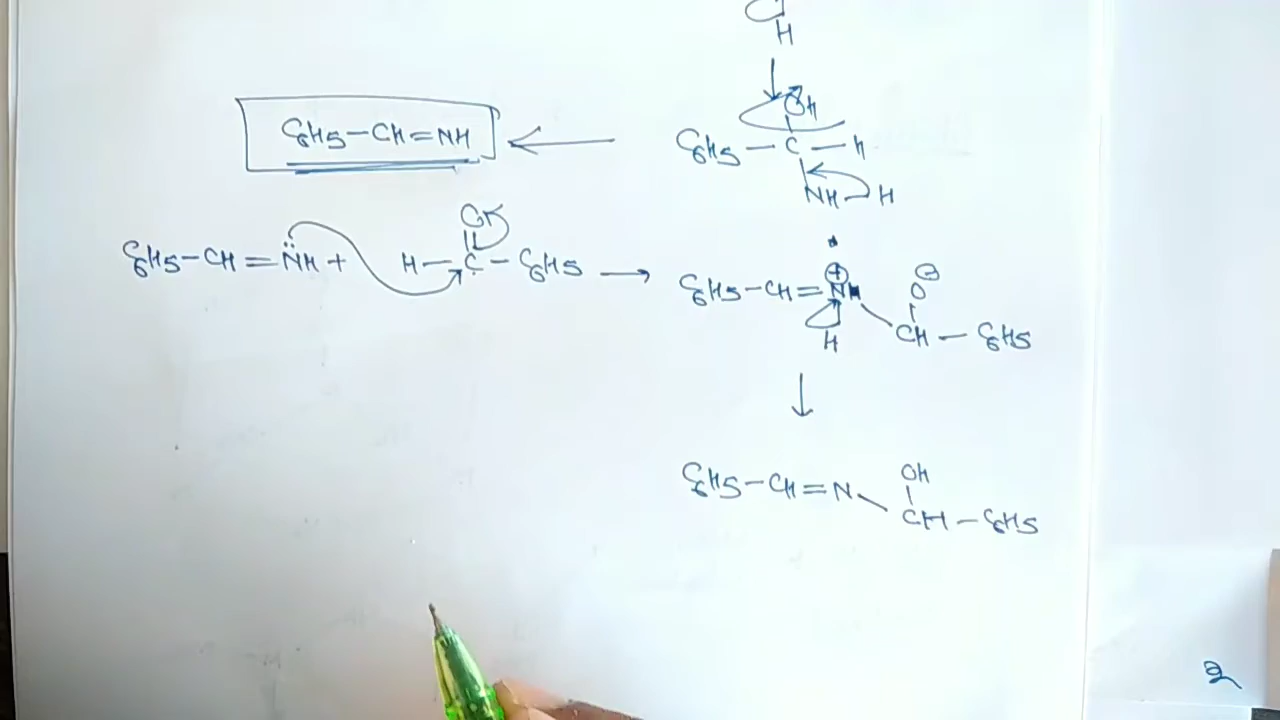 H
OH
C6H5-CH=NH
C6H5-C-H
NH-H
C6H5-CH=N̈H + H-C-C6H5
O
⊕ ⊖
C6H5-CH=N O
H CH-C6H5
OH
C6H5-CH=N
CH-C6H5
2